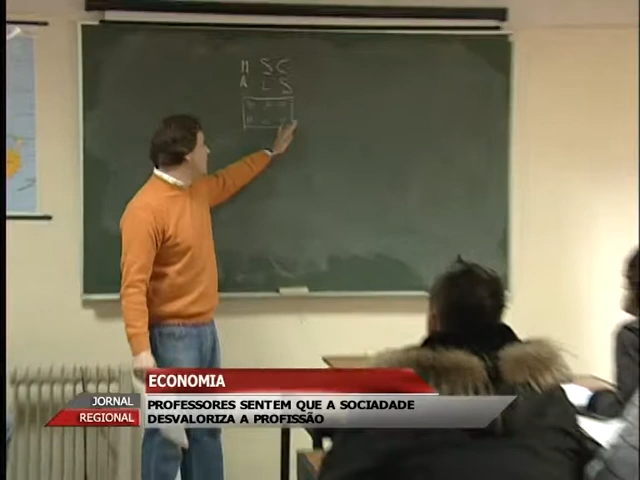 M S C
A L S
ECONOMIA
JORNAL
REGIONAL
PROFESSORES SENTEM QUE A SOCIADADE
DESVALORIZA A PROFISSÃO